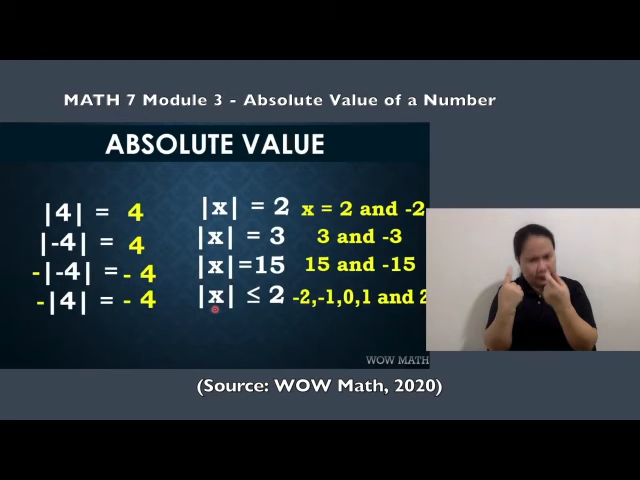 MATH 7 Module 3 - Absolute Value of a Number
ABSOLUTE VALUE
|4| = 4
|-4| = 4
-|-4| = - 4
-|4| = - 4
|x| = 2 x = 2 and -2
|x| = 3 3 and -3
|x|=15 15 and -15
|x| ≤ 2 -2,-1,0,1 and 2
WOW MATH
(Source: WOW Math, 2020)